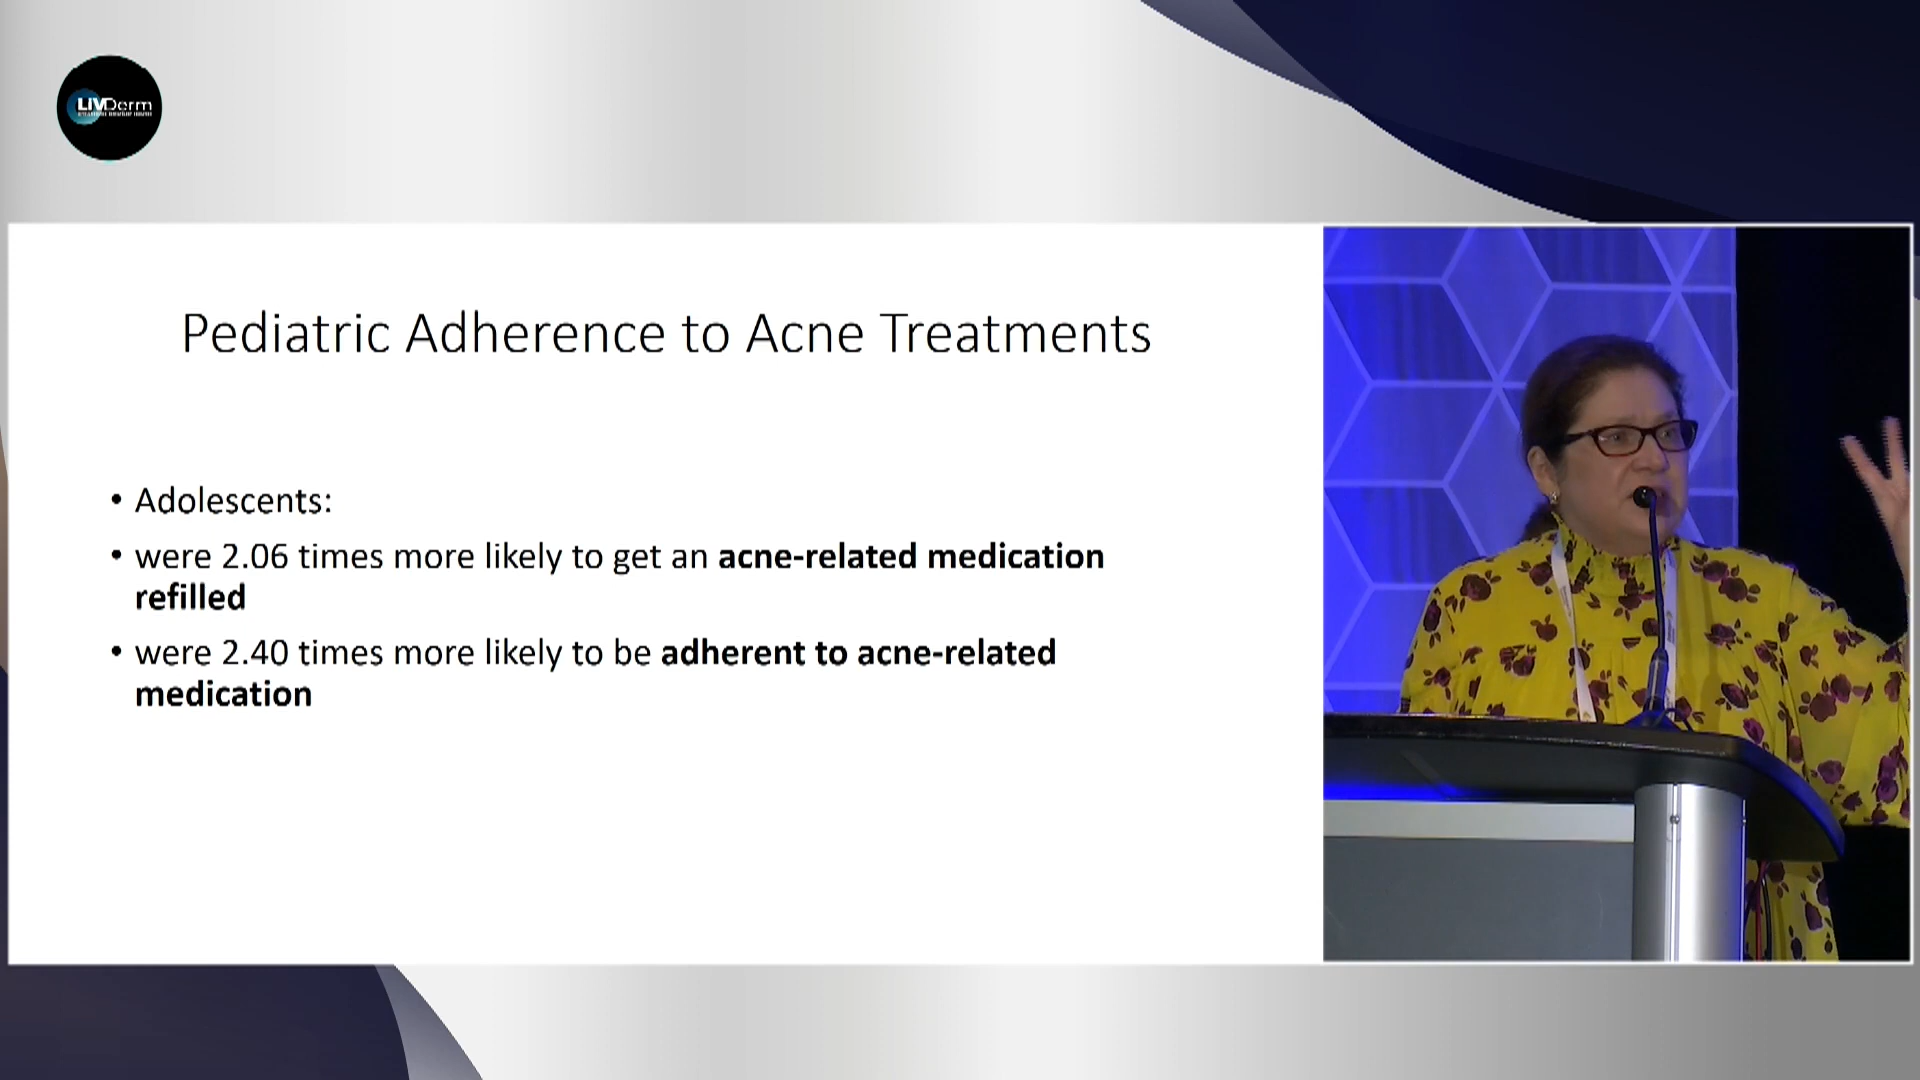 LIVDerm
Pediatric Adherence to Acne Treatments
• Adolescents:
• were 2.06 times more likely to get an acne-related medication
refilled
• were 2.40 times more likely to be adherent to acne-related
medication